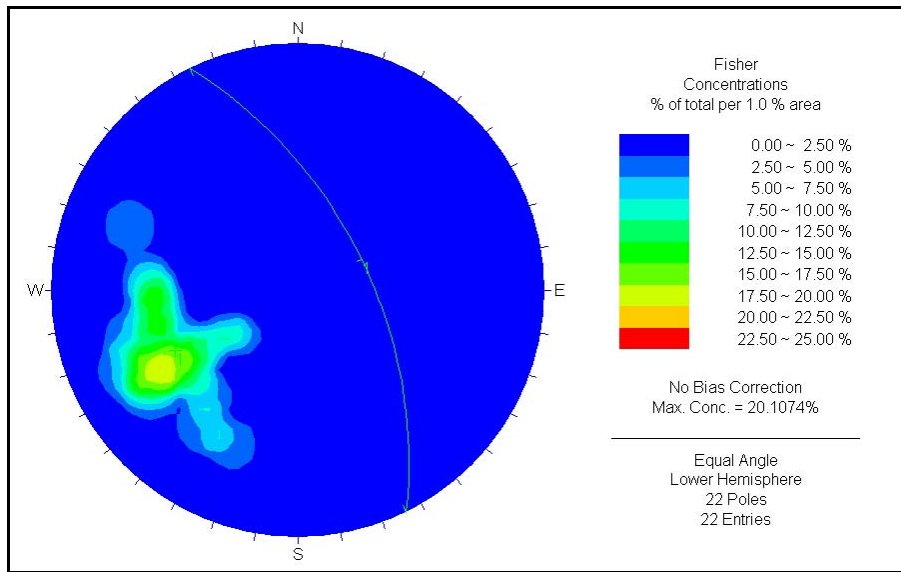 N
W
E
S
1
1
Fisher
Concentrations
% of total per 1.0 % area
0.00 ~ 2.50 %
2.50 ~ 5.00 %
5.00 ~ 7.50 %
7.50 ~ 10.00 %
10.00 ~ 12.50 %
12.50 ~ 15.00 %
15.00 ~ 17.50 %
17.50 ~ 20.00 %
20.00 ~ 22.50 %
22.50 ~ 25.00 %
No Bias Correction
Max. Conc. = 20.1074%
Equal Angle
Lower Hemisphere
22 Poles
22 Entries